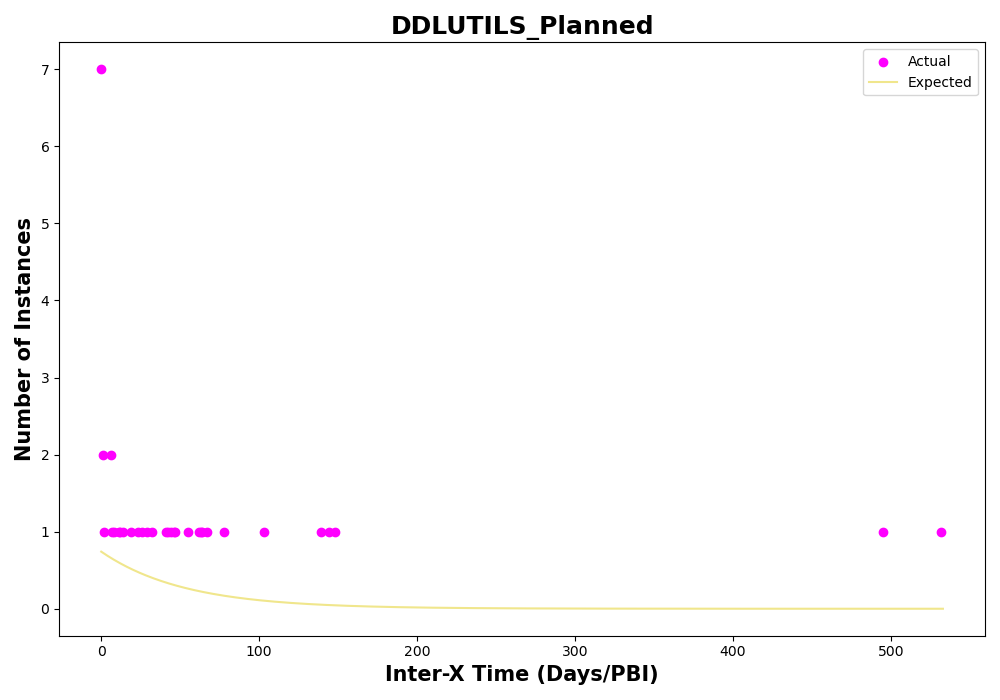 DDLUTILS_Planned
Actual
Expected
7
6
5
4
3
2
1
0
Number of Instances
0 100 200 300 400 500
Inter-X Time (Days/PBI)